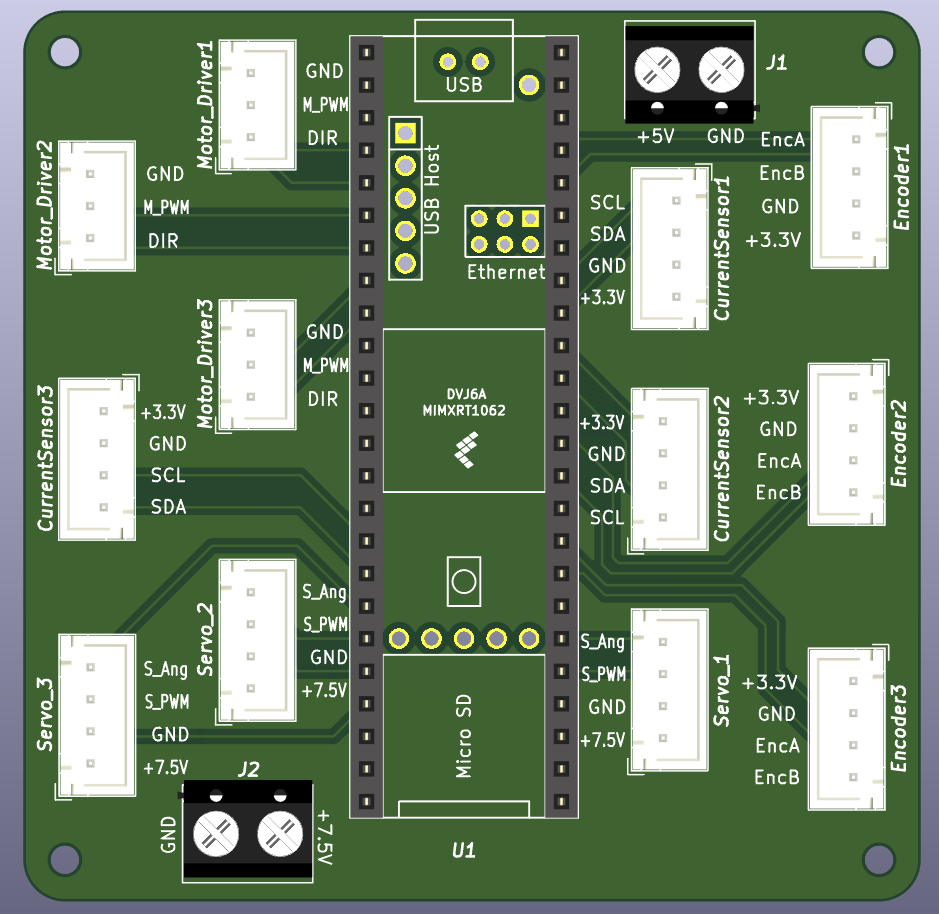 Motor_Driver1
GND
M_PWM
DIR
USB
J1
+5V
GND
Motor_Driver2
GND
M_PWM
DIR
USB Host
Ethernet
SCL
SDA
GND
+3.3V
CurrentSensor1
EncA
EncB
GND
+3.3V
Encoder1
Motor_Driver3
GND
M_PWM
DIR
CurrentSensor3
+3.3V
GND
SCL
SDA
DVJ6A
MIMXRT1062
+3.3V
GND
SDA
SCL
CurrentSensor2
+3.3V
GND
EncA
EncB
Encoder2
Servo_2
S_Ang
S_PWM
GND
+7.5V
Servo_3
S_Ang
S_PWM
GND
+7.5V
Micro SD
S_Ang
S_PWM
GND
+7.5V
Servo_1
+3.3V
GND
EncA
EncB
Encoder3
J2
GND
+7.5V
U1